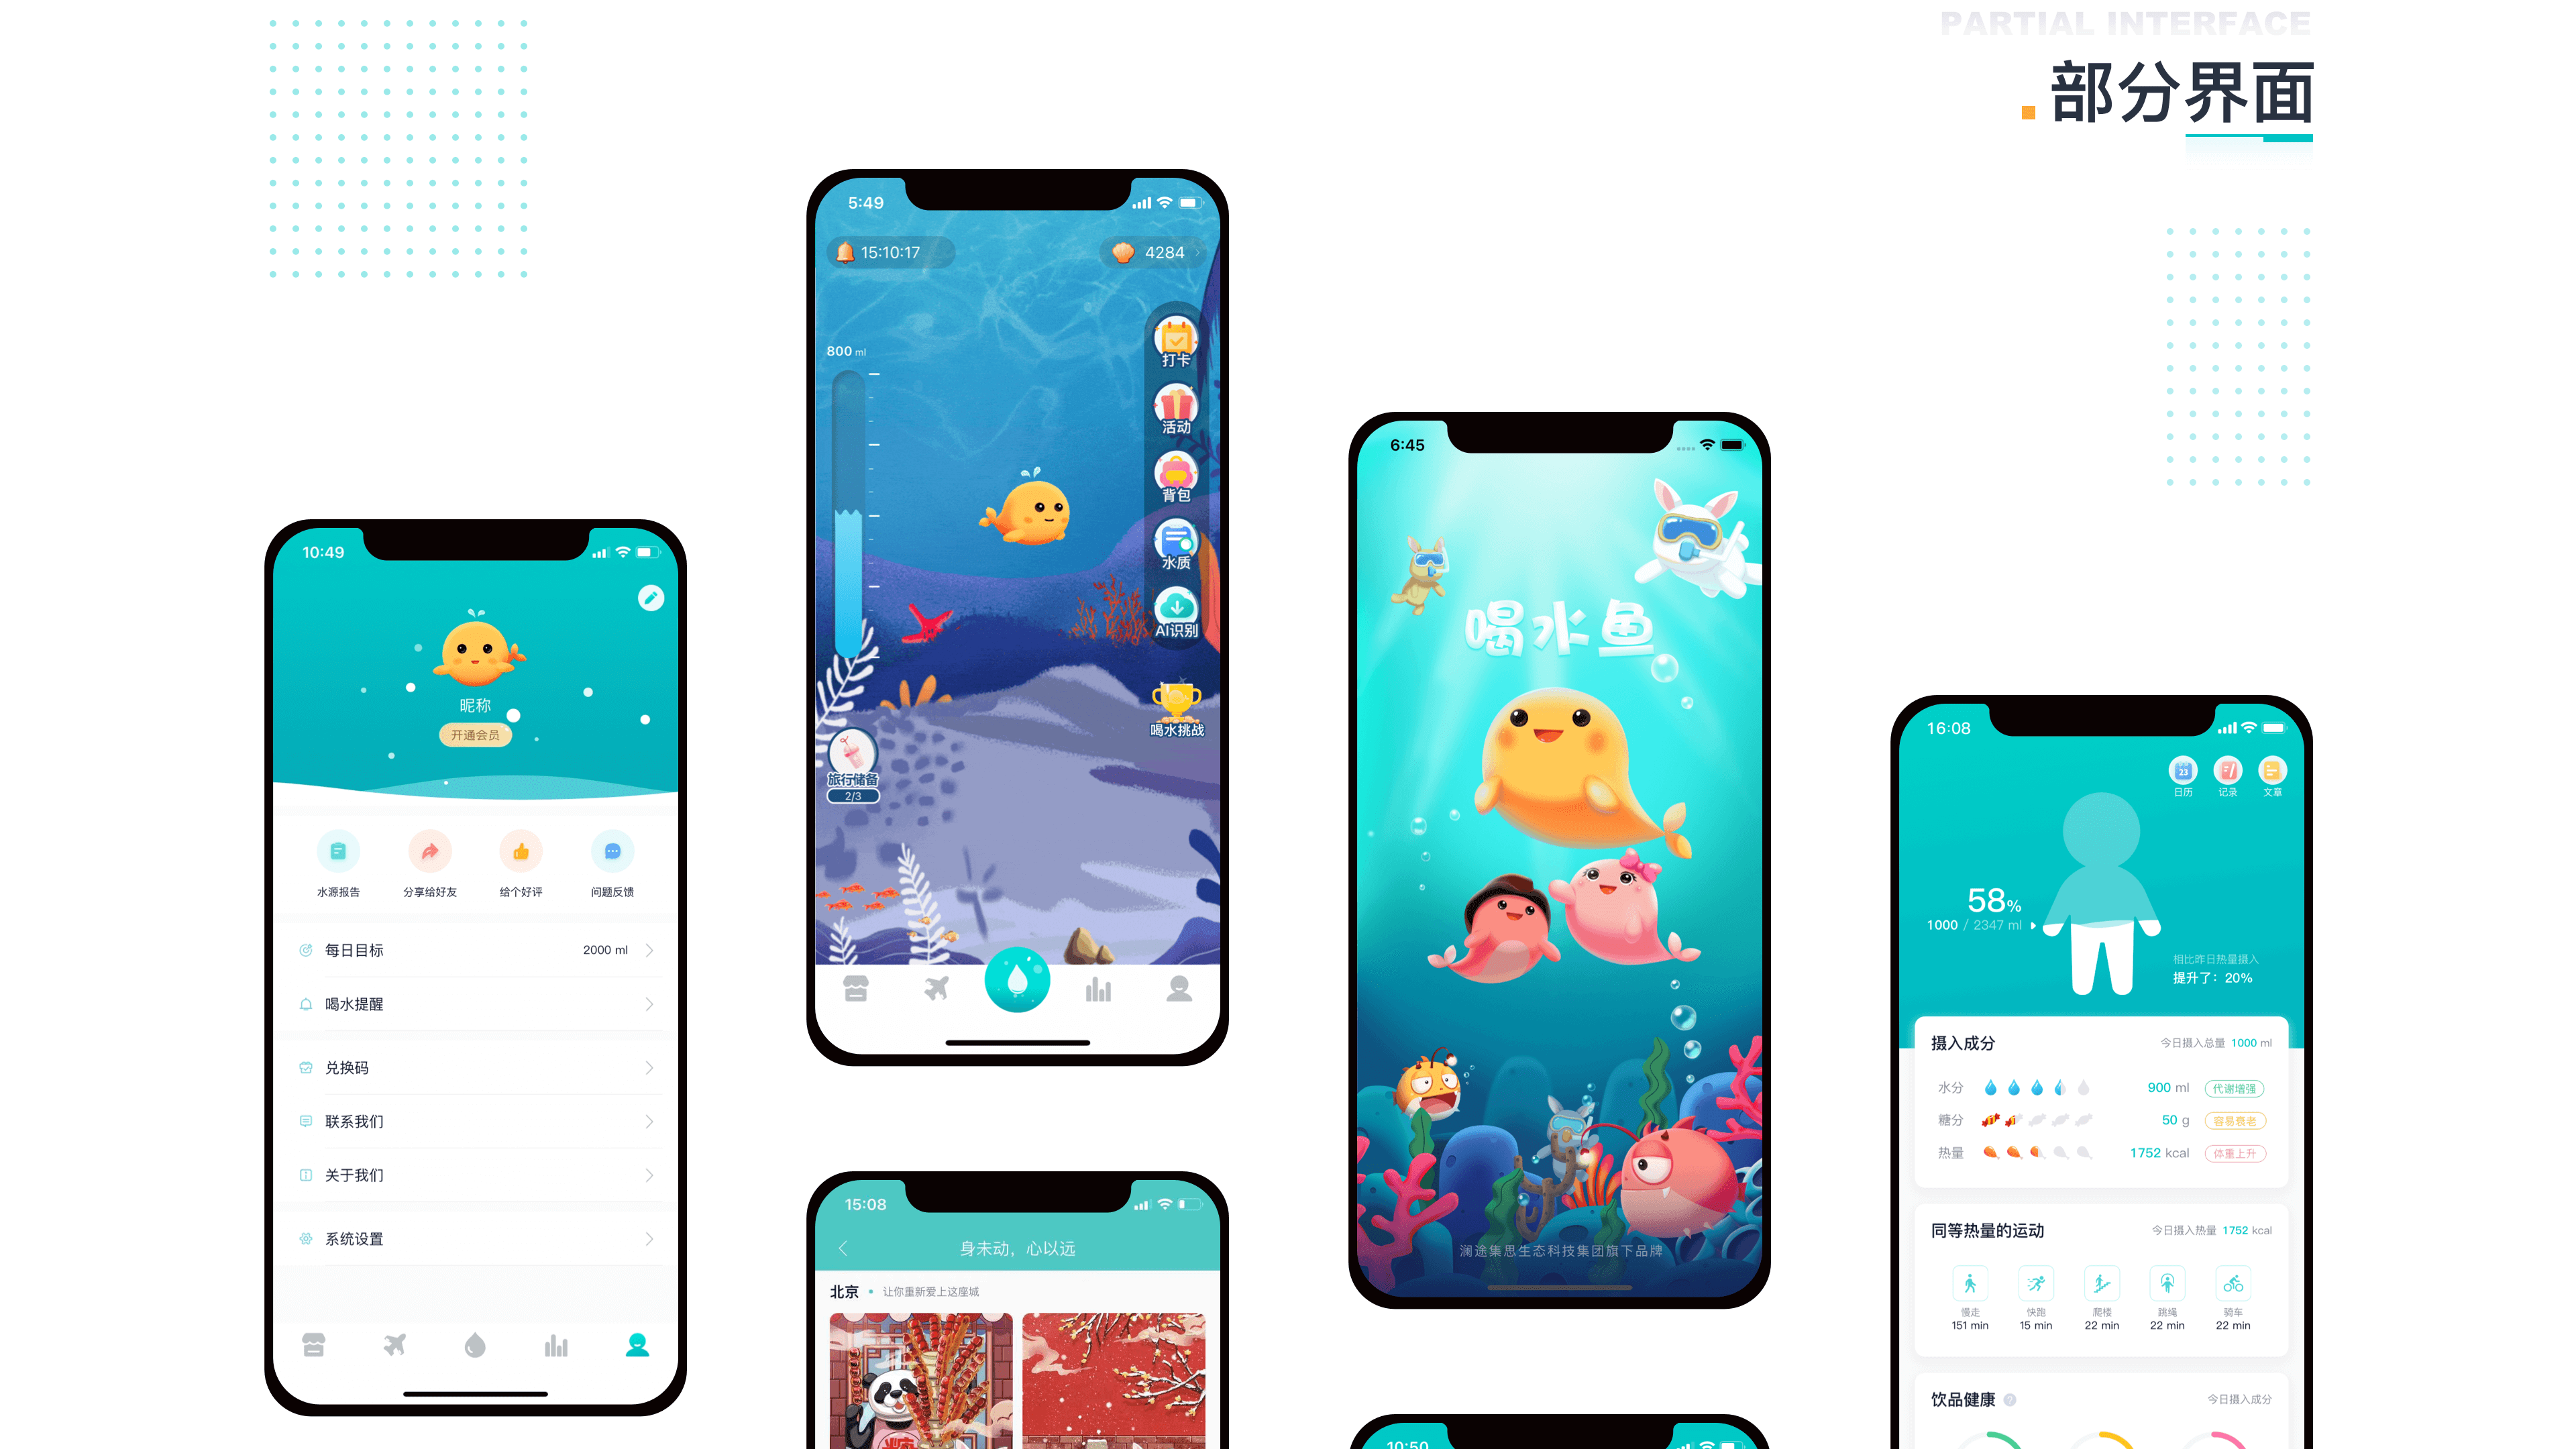 PARTIAL INTERFACE
部分界面
10:49
昵称
开通会员
水源报告 分享给好友 给个好评 问题反馈
每日目标 2000 ml
喝水提醒
兑换码
联系我们
关于我们
系统设置
5:49
15:10:17 4284
800 ml
打卡
活动
背包
水质
AI识别
喝水挑战
旅行储备
2/3
15:08
身未动，心以远
北京 • 让你重新爱上这座城
6:45
喝水鱼
澜途集思生态科技集团旗下品牌
10:50
16:08
23
日历 记录 文章
58%
1000 / 2347 ml
相比昨日热量摄入
提升了：20%
摄入成分 今日摄入总量 1000 ml
水分 900 ml 代谢增强
糖分 50 g 容易衰老
热量 1752 kcal 体重上升
同等热量的运动 今日摄入热量 1752 kcal
慢走 快跑 爬楼 跳绳 骑车
151 min 15 min 22 min 22 min 22 min
饮品健康 ? 今日摄入成分